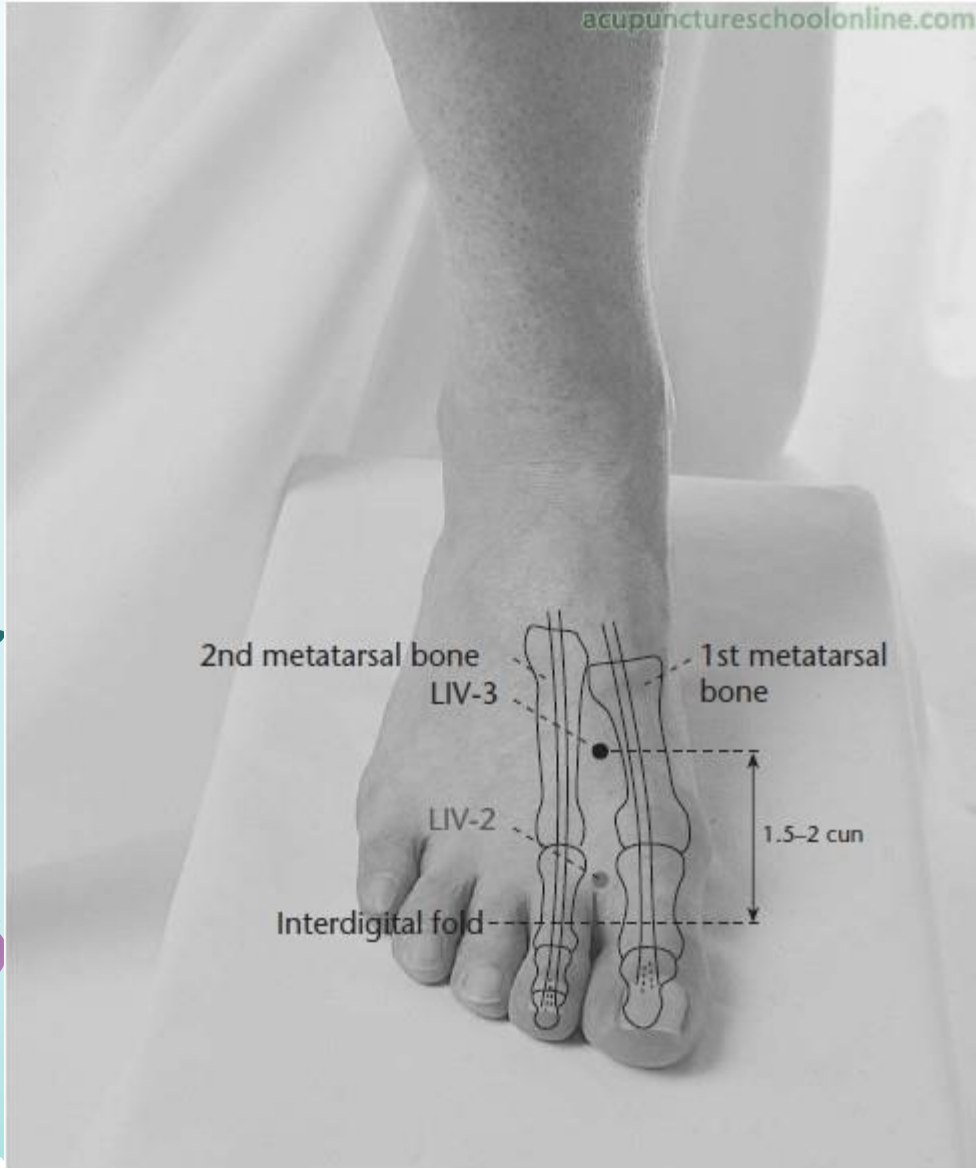 acupunctureschoolonline.com
2nd metatarsal bone
1st metatarsal
bone
LIV-3
LIV-2
1.5–2 cun
Interdigital fold